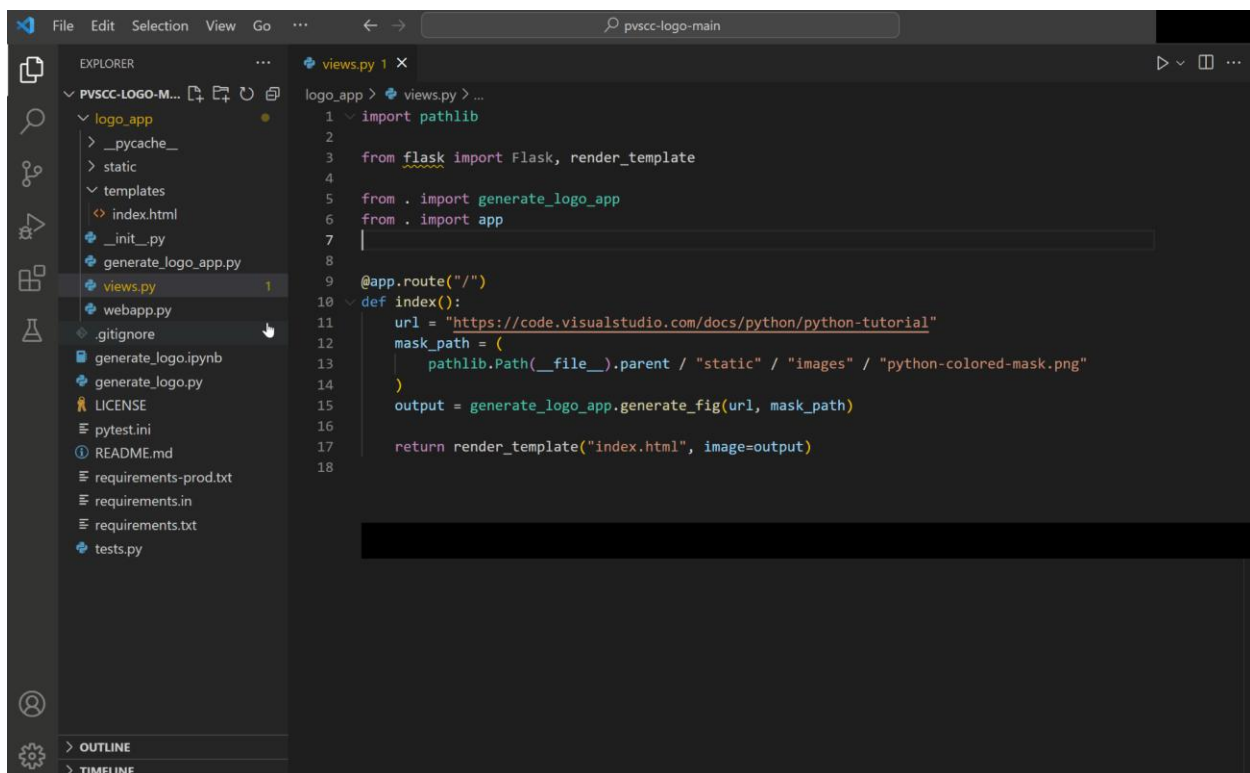 File Edit Selection View Go ... pvscc-logo-main
EXPLORER ...
PVSCC-LOGO-M...
logo_app
__pycache__
static
templates
<> index.html
__init__.py
generate_logo_app.py
views.py 1
webapp.py
.gitignore
generate_logo.ipynb
generate_logo.py
LICENSE
pytest.ini
README.md
requirements-prod.txt
requirements.in
requirements.txt
tests.py
OUTLINE
TIMELINE
views.py 1
logo_app > views.py > ...
1 import pathlib
2
3 from flask import Flask, render_template
4
5 from . import generate_logo_app
6 from . import app
7
8
9 @app.route("/")
10 def index():
11 url = "https://code.visualstudio.com/docs/python/python-tutorial"
12 mask_path = (
13 pathlib.Path(__file__).parent / "static" / "images" / "python-colored-mask.png"
14 )
15 output = generate_logo_app.generate_fig(url, mask_path)
16
17 return render_template("index.html", image=output)
18